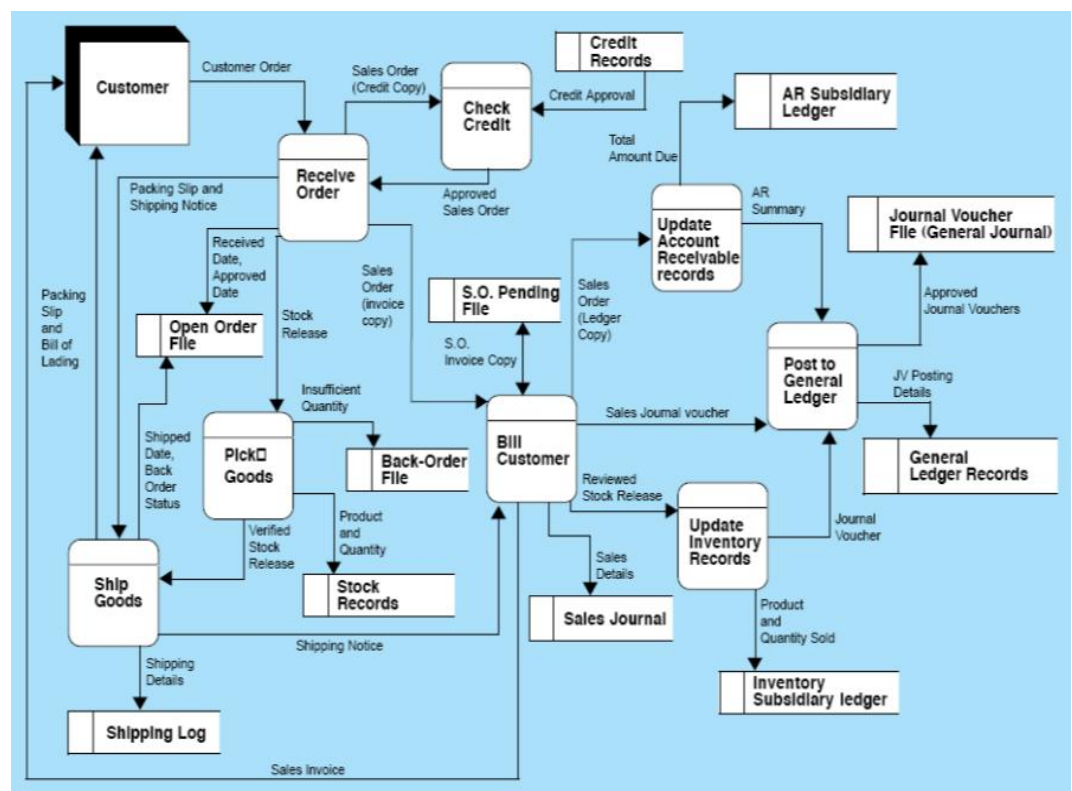 Customer
Customer Order
Sales Order
(Credit Copy)
Check
Credit
Credit
Records
Credit Approval
AR Subsidiary
Ledger
Total
Amount Due
Receive
Order
Approved
Sales Order
Packing Slip and
Shipping Notice
Update
Account
Receivable
records
AR
Summary
Journal Voucher
File (General Journal)
Received
Date,
Approved
Date
Sales
Order
(invoice
copy)
S.O. Pending
File
Sales
Order
(Ledger
Copy)
Approved
Journal Vouchers
Packing
Slip
and
Bill of
Lading
Open Order
File
Stock
Release
S.O.
Invoice Copy
Post to
General
Ledger
JV Posting
Details
Insufficient
Quantity
Sales Journal voucher
Shipped
Date,
Back
Order
Status
Pick
Goods
Back-Order
File
Bill
Customer
General
Ledger Records
Reviewed
Stock Release
Verified
Stock
Release
Product
and
Quantity
Update
Inventory
Records
Journal
Voucher
Ship
Goods
Stock
Records
Sales
Details
Sales Journal
Product
and
Quantity Sold
Shipping Notice
Shipping
Details
Inventory
Subsidiary ledger
Shipping Log
Sales Invoice